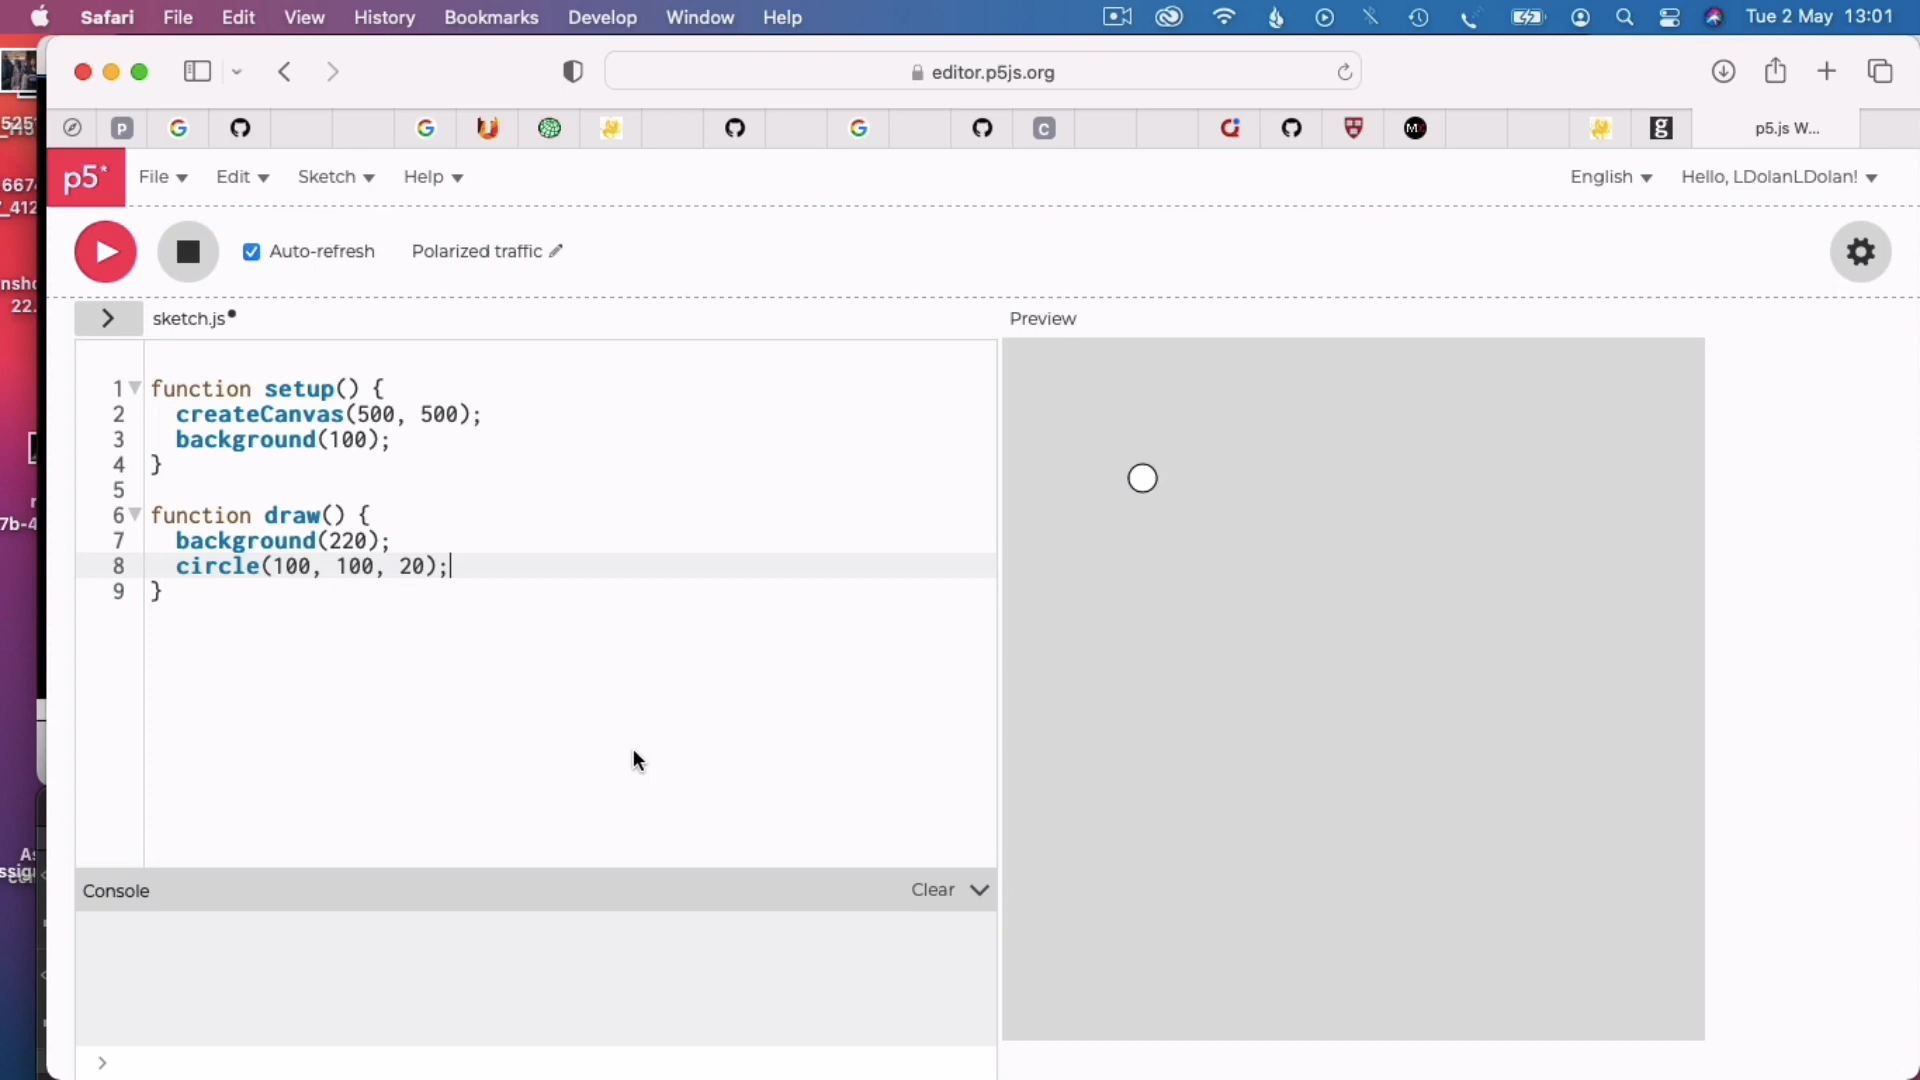 Safari File Edit View History Bookmarks Develop Window Help Tue 2 May 13:01
editor.p5js.org
P C MX g p5.js W...
p5* File Edit Sketch Help English Hello, LDolanLDolan!
Auto-refresh Polarized traffic
sketch.js Preview
1 function setup() {
2 createCanvas(500, 500);
3 background(100);
4 }
5
6 function draw() {
7 background(220);
8 circle(100, 100, 20);
9 }
Console Clear
>